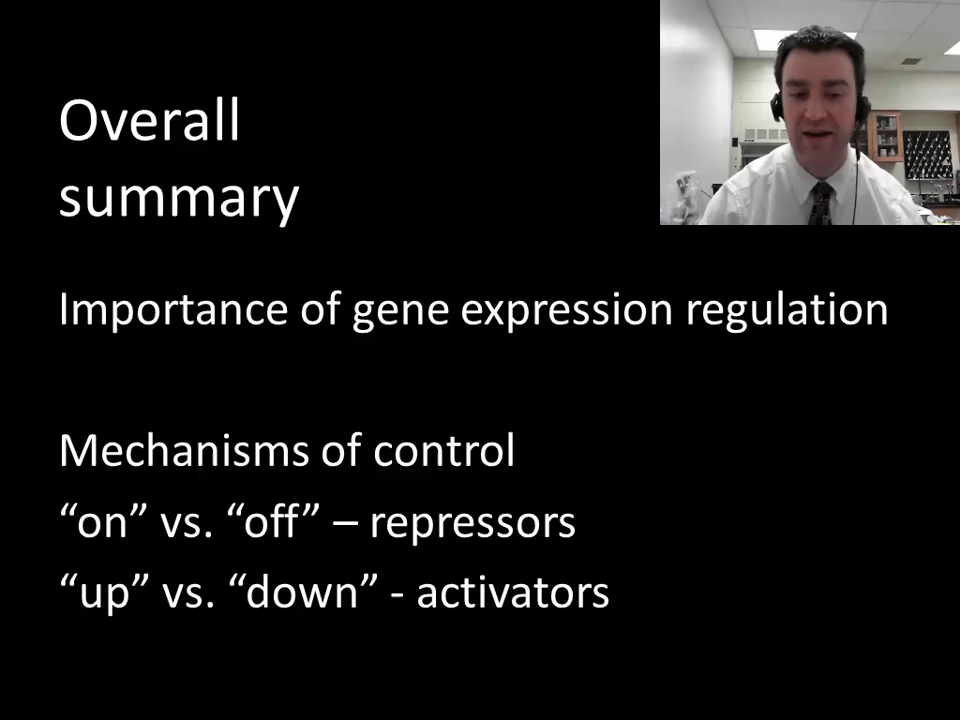 Overall
summary
Importance of gene expression regulation
Mechanisms of control
“on” vs. “off” – repressors
“up” vs. “down” - activators